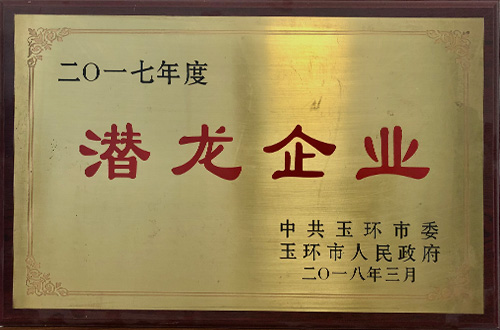 二〇一七年度
潜龙企业
中共玉环市委
玉环市人民政府
二〇一八年三月